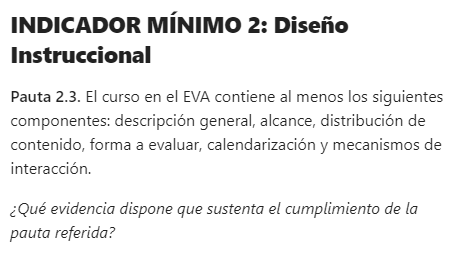 INDICADOR MÍNIMO 2: Diseño
Instruccional
Pauta 2.3. El curso en el EVA contiene al menos los siguientes
componentes: descripción general, alcance, distribución de
contenido, forma a evaluar, calendarización y mecanismos de
interacción.
¿Qué evidencia dispone que sustenta el cumplimiento de la
pauta referida?